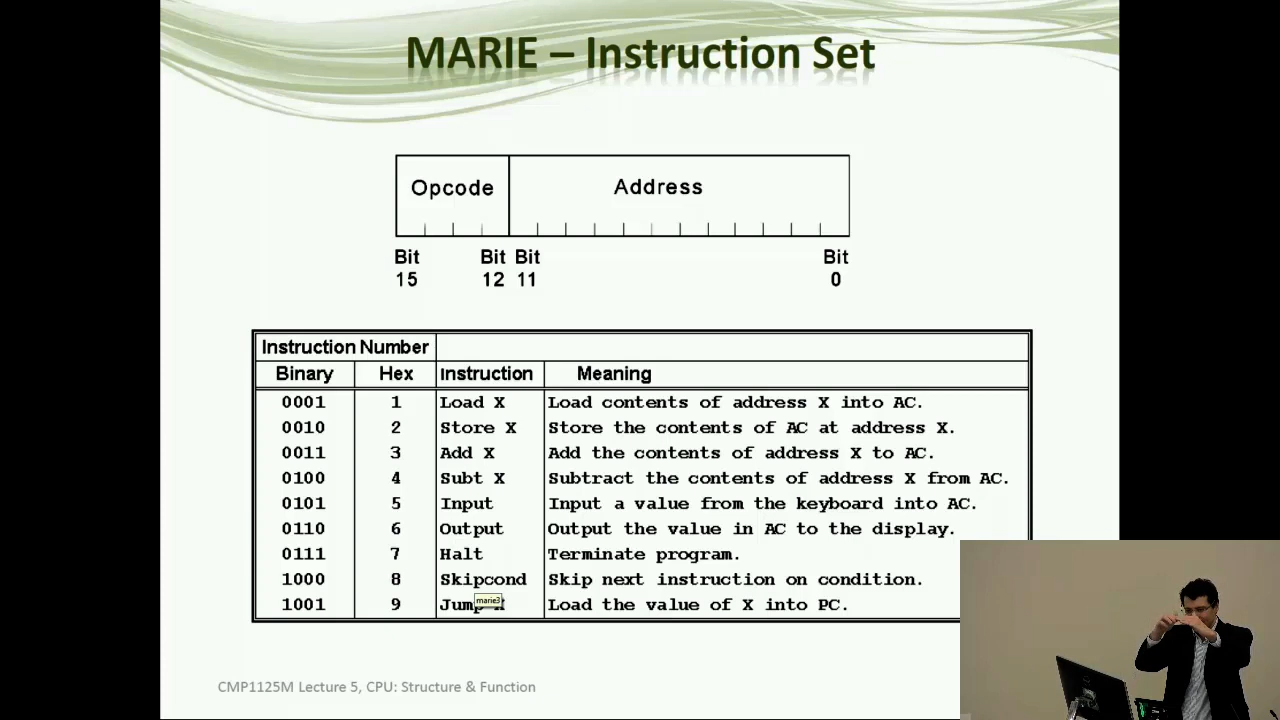 MARIE – Instruction Set
Opcode Address
Bit Bit Bit Bit
15 12 11 0
Instruction Number
Binary Hex Instruction Meaning
0001 1 Load X Load contents of address X into AC.
0010 2 Store X Store the contents of AC at address X.
0011 3 Add X Add the contents of address X to AC.
0100 4 Subt X Subtract the contents of address X from AC.
0101 5 Input Input a value from the keyboard into AC.
0110 6 Output Output the value in AC to the display.
0111 7 Halt Terminate program.
1000 8 Skipcond Skip next instruction on condition.
1001 9 Jump X Load the value of X into PC.
marie3
CMP1125M Lecture 5, CPU: Structure & Function